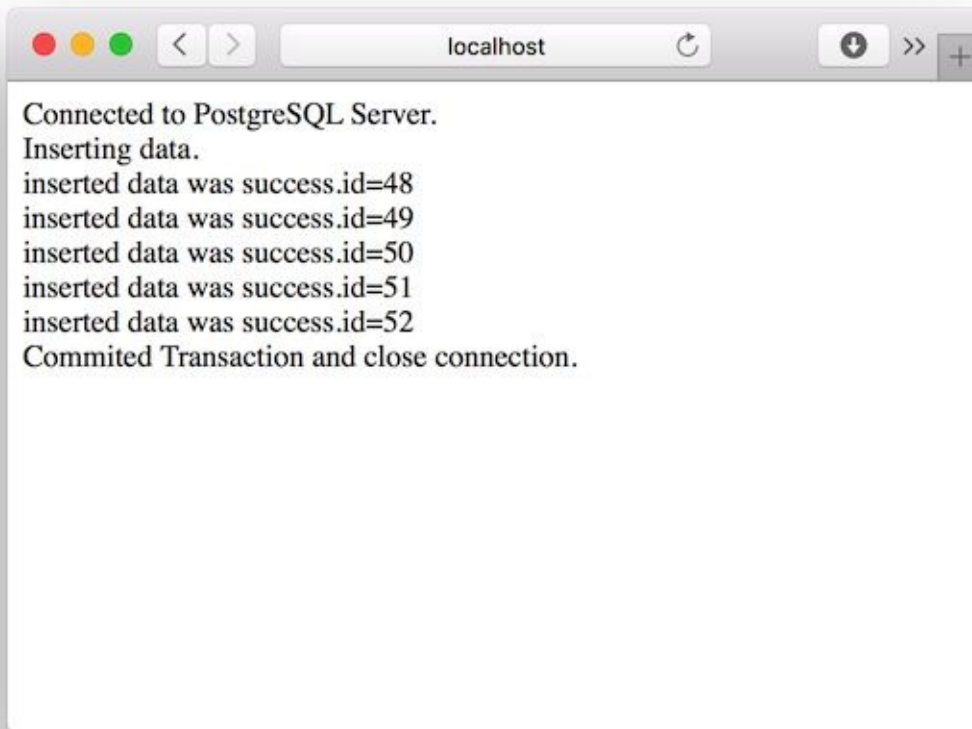 localhost
Connected to PostgreSQL Server.
Inserting data.
inserted data was success.id=48
inserted data was success.id=49
inserted data was success.id=50
inserted data was success.id=51
inserted data was success.id=52
Commited Transaction and close connection.